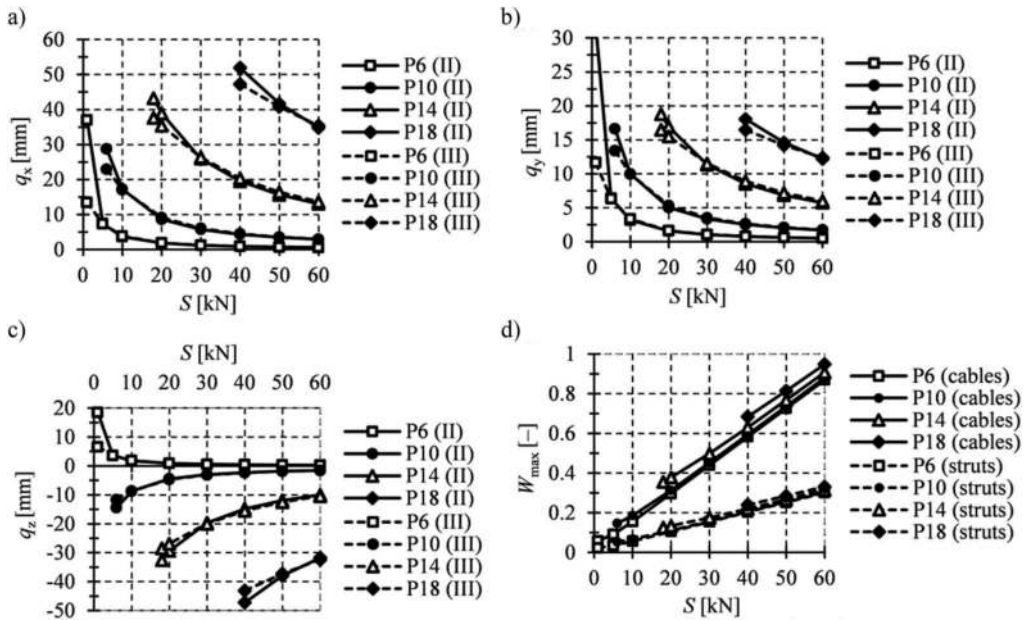 a)
60
50
40
30
20
10
0
qx [mm]
0 10 20 30 40 50 60
S [kN]
P6 (II)
P10 (II)
P14 (II)
P18 (II)
P6 (III)
P10 (III)
P14 (III)
P18 (III)
b)
30
25
20
15
10
5
0
qy [mm]
0 10 20 30 40 50 60
S [kN]
P6 (II)
P10 (II)
P14 (II)
P18 (II)
P6 (III)
P10 (III)
P14 (III)
P18 (III)
c)
S [kN]
0 10 20 30 40 50 60
20
10
0
-10
-20
-30
-40
-50
qz [mm]
P6 (II)
P10 (II)
P14 (II)
P18 (II)
P6 (III)
P10 (III)
P14 (III)
P18 (III)
d)
1
0.8
0.6
0.4
0.2
0
Wmax [–]
0 10 20 30 40 50 60
S [kN]
P6 (cables)
P10 (cables)
P14 (cables)
P18 (cables)
P6 (struts)
P10 (struts)
P14 (struts)
P18 (struts)